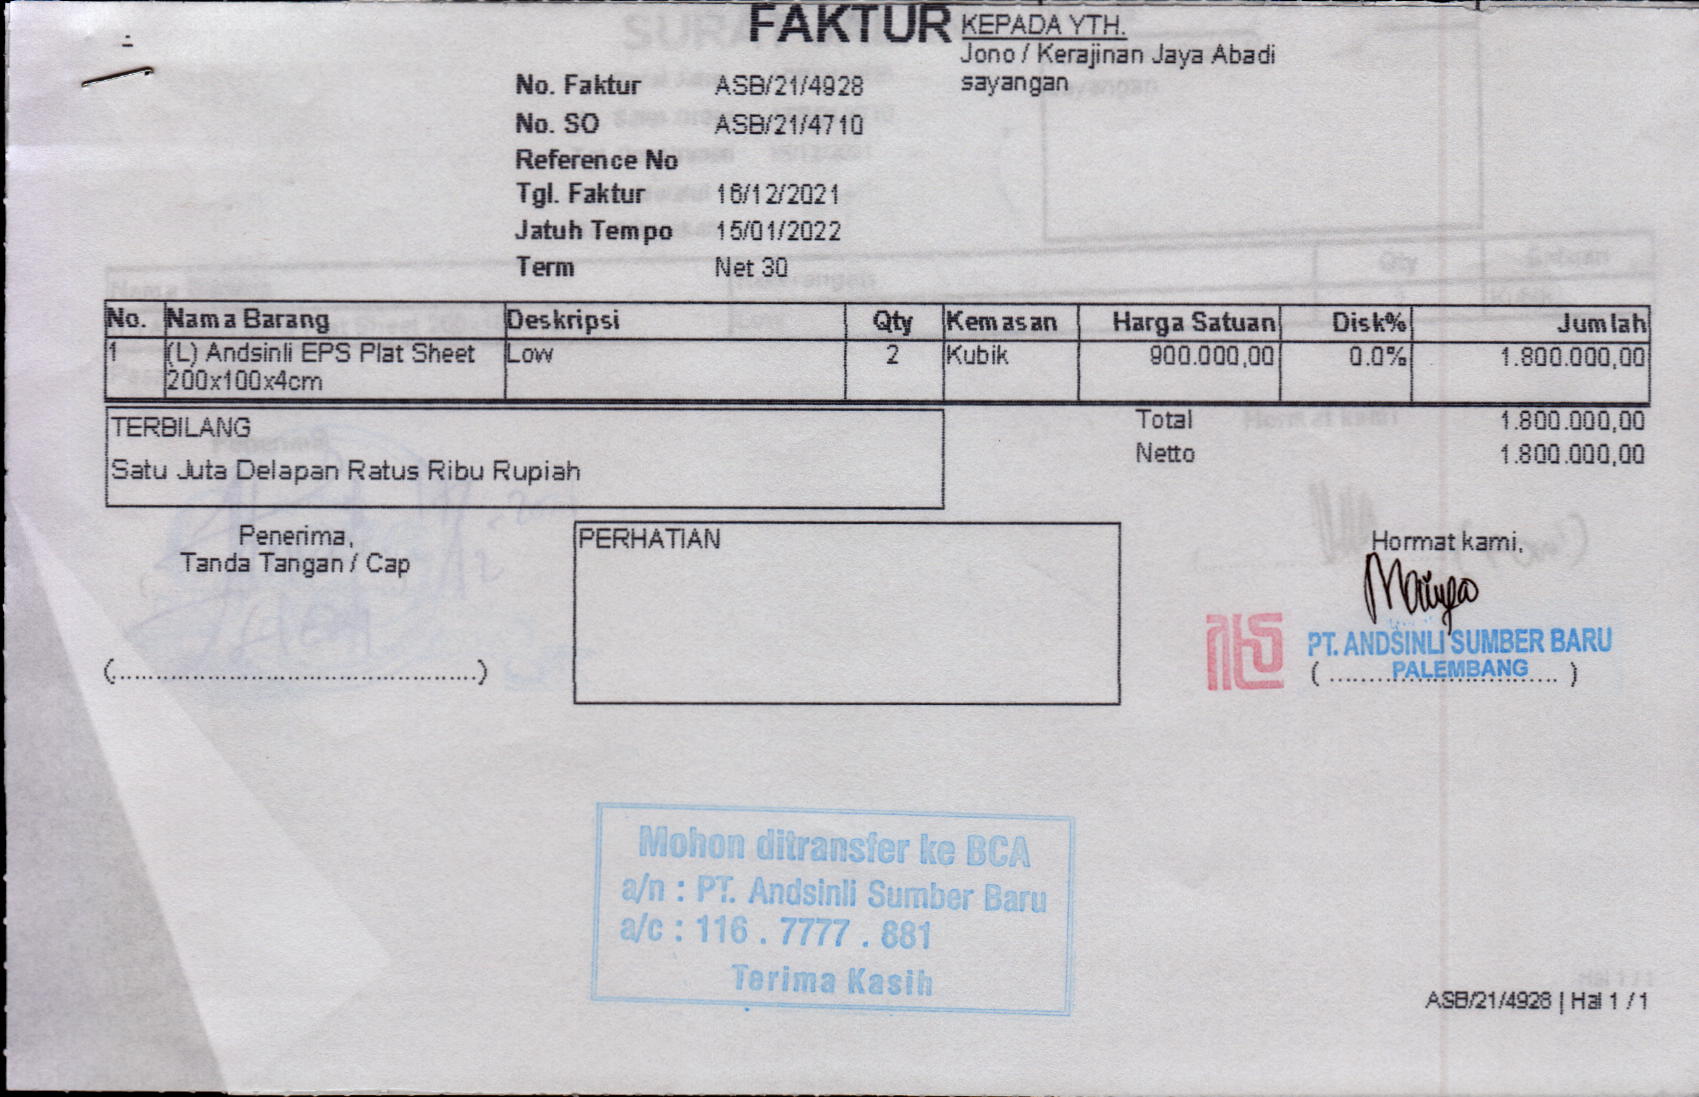 FAKTUR
KEPADA YTH.
Jono / Kerajinan Jaya Abadi
sayangan
No. Faktur ASB/21/4928
No. SO ASB/21/4710
Reference No
Tgl. Faktur 16/12/2021
Jatuh Tempo 15/01/2022
Term Net 30
No. Nama Barang Deskripsi Qty Kemasan Harga Satuan Disk% Jumlah
1 (L) Andsinli EPS Plat Sheet Low 2 Kubik 900.000,00 0.0% 1.800.000,00
200x100x4cm
TERBILANG
Satu Juta Delapan Ratus Ribu Rupiah
Total 1.800.000,00
Netto 1.800.000,00
Penerima,
Tanda Tangan / Cap
(................................................)
PERHATIAN
Hormat kami,
PT. ANDSINLI SUMBER BARU
PALEMBANG
Mohon ditransfer ke BCA
a/n : PT. Andsinli Sumber Baru
a/c : 116 . 7777 . 881
Terima Kasih
ASB/21/4928 | Hal 1 / 1